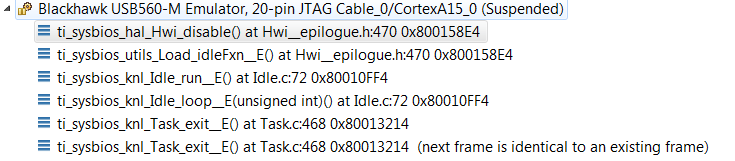 Blackhawk USB560-M Emulator, 20-pin JTAG Cable_0/CortexA15_0 (Suspended)
ti_sysbios_hal_Hwi_disable() at Hwi__epilogue.h:470 0x800158E4
ti_sysbios_utils_Load_idleFxn__E() at Hwi__epilogue.h:470 0x800158E4
ti_sysbios_knl_Idle_run__E() at Idle.c:72 0x80010FF4
ti_sysbios_knl_Idle_loop__E(unsigned int)() at Idle.c:72 0x80010FF4
ti_sysbios_knl_Task_exit__E() at Task.c:468 0x80013214
ti_sysbios_knl_Task_exit__E() at Task.c:468 0x80013214 (next frame is identical to an existing frame)